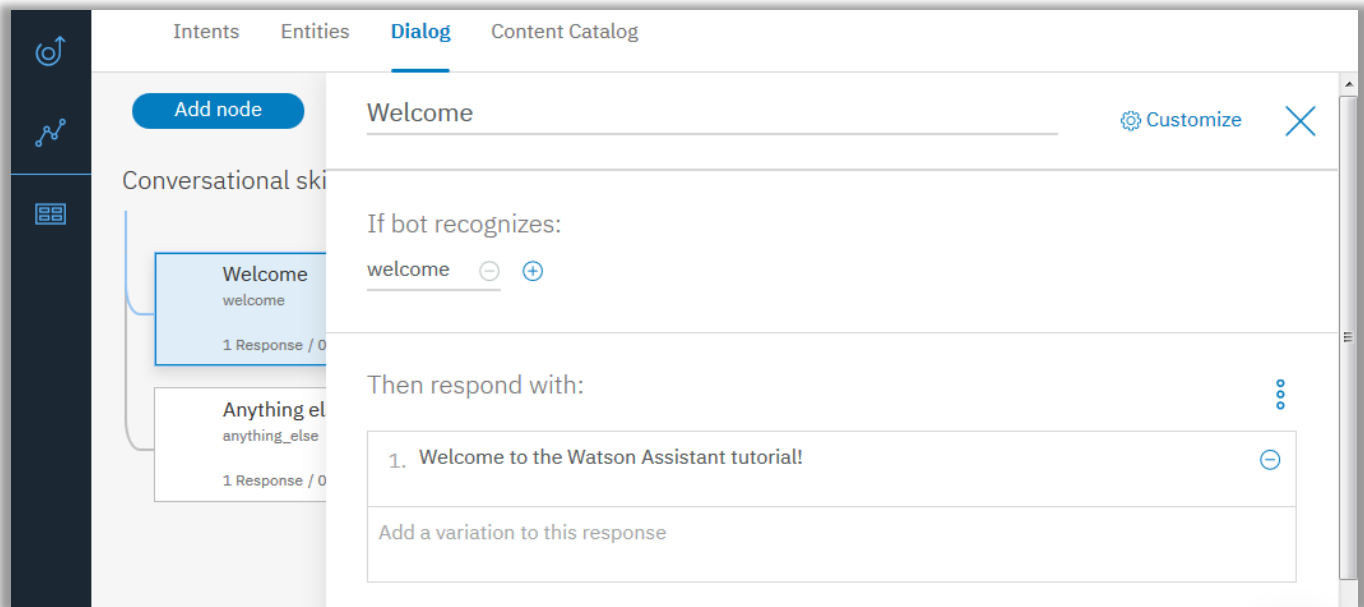 Intents Entities Dialog Content Catalog
Add node
Conversational ski
Welcome
welcome
1 Response / 0
Anything el
anything_else
1 Response / 0
Welcome
Customize
If bot recognizes:
welcome
Then respond with:
1. Welcome to the Watson Assistant tutorial!
Add a variation to this response